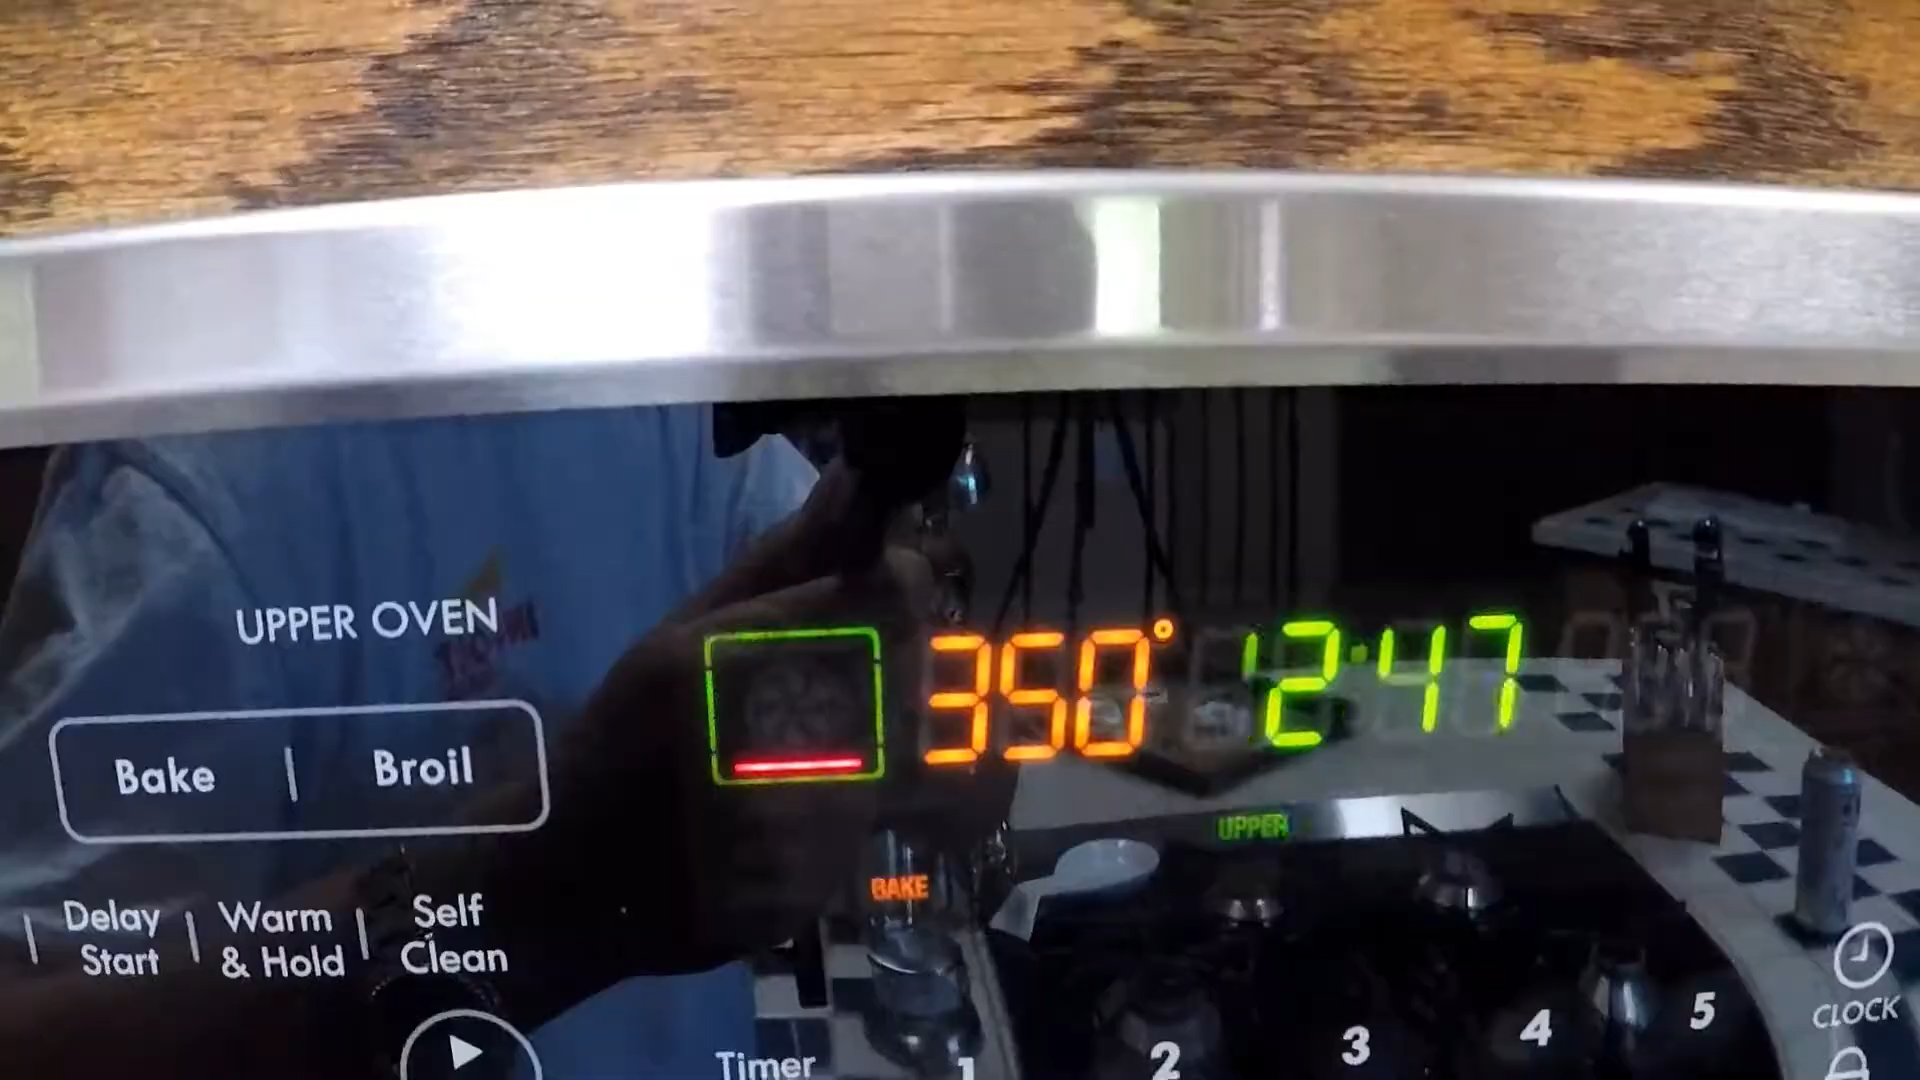 UPPER OVEN
350° 12:47
Bake | Broil
UPPER
BAKE
Delay Start | Warm & Hold | Self Clean
CLOCK
Timer 1 2 3 4 5